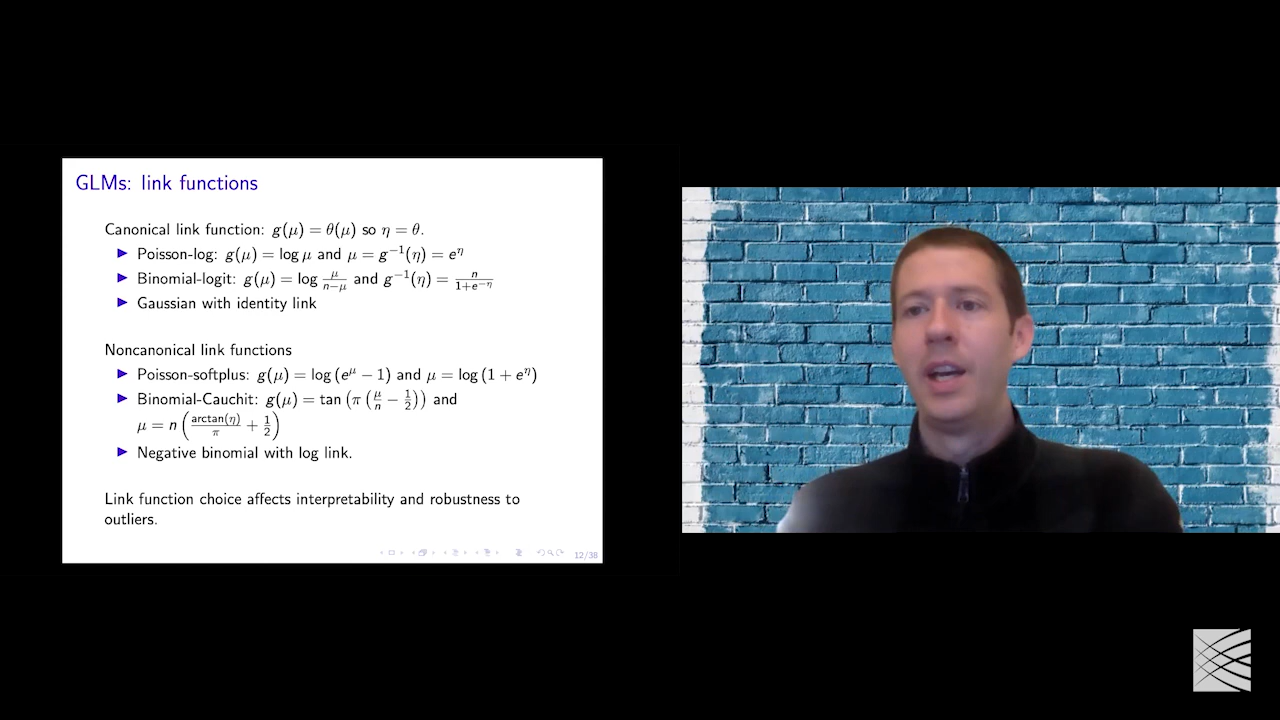 GLMs: link functions
Canonical link function: g(μ) = θ(μ) so η = θ.
▶ Poisson-log: g(μ) = log μ and μ = g⁻¹(η) = e^η
▶ Binomial-logit: g(μ) = log μ/(n−μ) and g⁻¹(η) = n/(1+e^−η)
▶ Gaussian with identity link
Noncanonical link functions
▶ Poisson-softplus: g(μ) = log (e^μ − 1) and μ = log (1 + e^η)
▶ Binomial-Cauchit: g(μ) = tan (π (μ/n − 1/2)) and
μ = n (arctan(η)/π + 1/2)
▶ Negative binomial with log link.
Link function choice affects interpretability and robustness to
outliers.
12/38